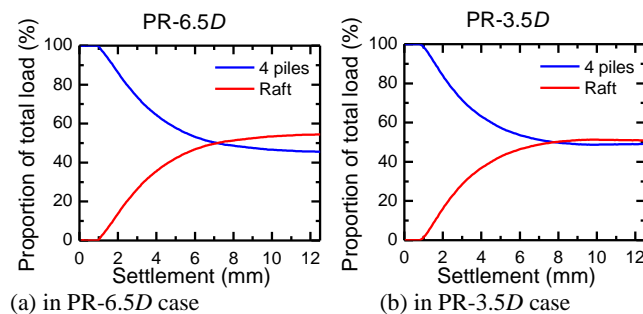 PR-6.5D
Proportion of total load (%)
100
80
60
40
20
0
4 piles
Raft
0 2 4 6 8 10 12
Settlement (mm)
(a) in PR-6.5D case
PR-3.5D
Proportion of total load (%)
100
80
60
40
20
0
4 piles
Raft
0 2 4 6 8 10 12
Settlement (mm)
(b) in PR-3.5D case